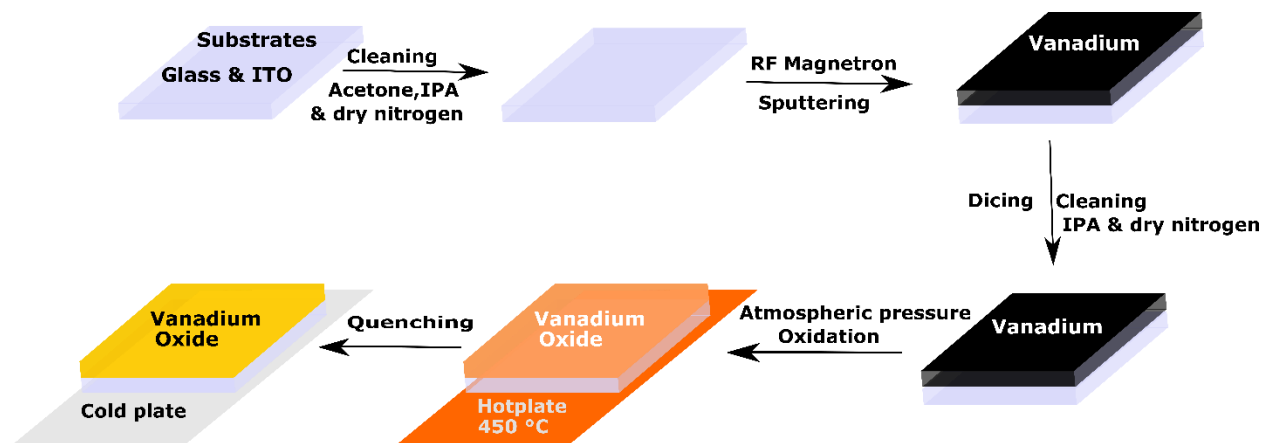 Substrates
Glass & ITO
Cleaning
Acetone,IPA
& dry nitrogen
RF Magnetron
Sputtering
Vanadium
Dicing
Cleaning
IPA & dry nitrogen
Vanadium
Atmospheric pressure
Oxidation
Vanadium
Oxide
Hotplate
450 °C
Quenching
Vanadium
Oxide
Cold plate